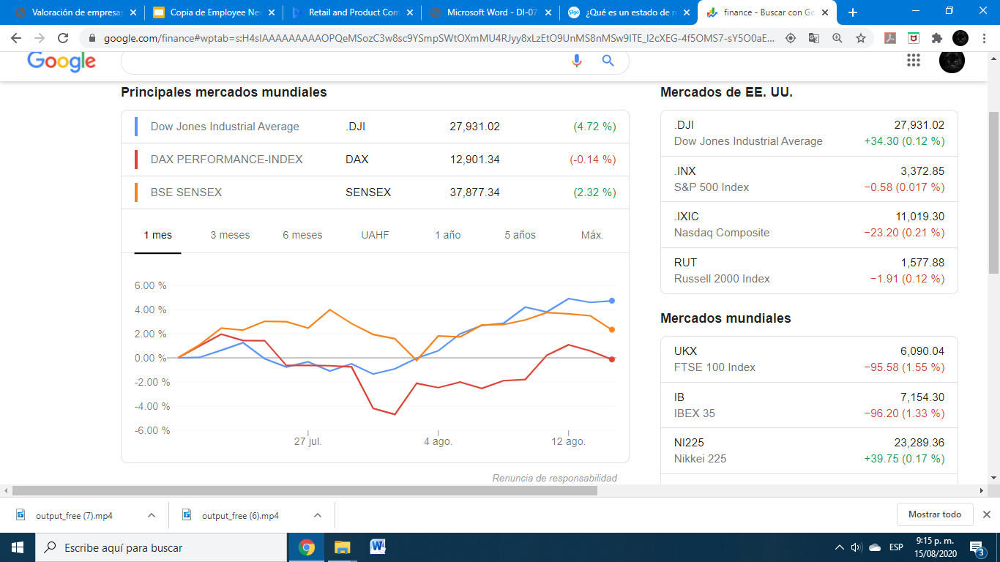 Valoración de empresas
Copia de Employee Ne
Retail and Product Com
Microsoft Word - DI-07
¿Qué es un estado de r
finance - Buscar con Go
google.com/finance#wptab=s:H4sIAAAAAAAAAOPQeMSozC3w8sc9YSmpSWtOXmMU4RJyy8xLzEtO9UnMS8nMSw9ITE_l2cXEG-4f5OMS7-sY5O0aE...
Google
Principales mercados mundiales
Dow Jones Industrial Average .DJI 27,931.02 (4.72 %)
DAX PERFORMANCE-INDEX DAX 12,901.34 (-0.14 %)
BSE SENSEX SENSEX 37,877.34 (2.32 %)
1 mes 3 meses 6 meses UAHF 1 año 5 años Máx.
6.00 %
4.00 %
2.00 %
0.00 %
-2.00 %
-4.00 %
-6.00 %
27 jul. 4 ago. 12 ago.
Renuncia de responsabilidad
Mercados de EE. UU.
.DJI 27,931.02
Dow Jones Industrial Average +34.30 (0.12 %)
.INX 3,372.85
S&P 500 Index −0.58 (0.017 %)
.IXIC 11,019.30
Nasdaq Composite −23.20 (0.21 %)
RUT 1,577.88
Russell 2000 Index −1.91 (0.12 %)
Mercados mundiales
UKX 6,090.04
FTSE 100 Index −95.58 (1.55 %)
IB 7,154.30
IBEX 35 −96.20 (1.33 %)
NI225 23,289.36
Nikkei 225 +39.75 (0.17 %)
output_free (7).mp4
output_free (6).mp4
Mostrar todo
Escribe aquí para buscar
ESP
9:15 p. m.
15/08/2020
3